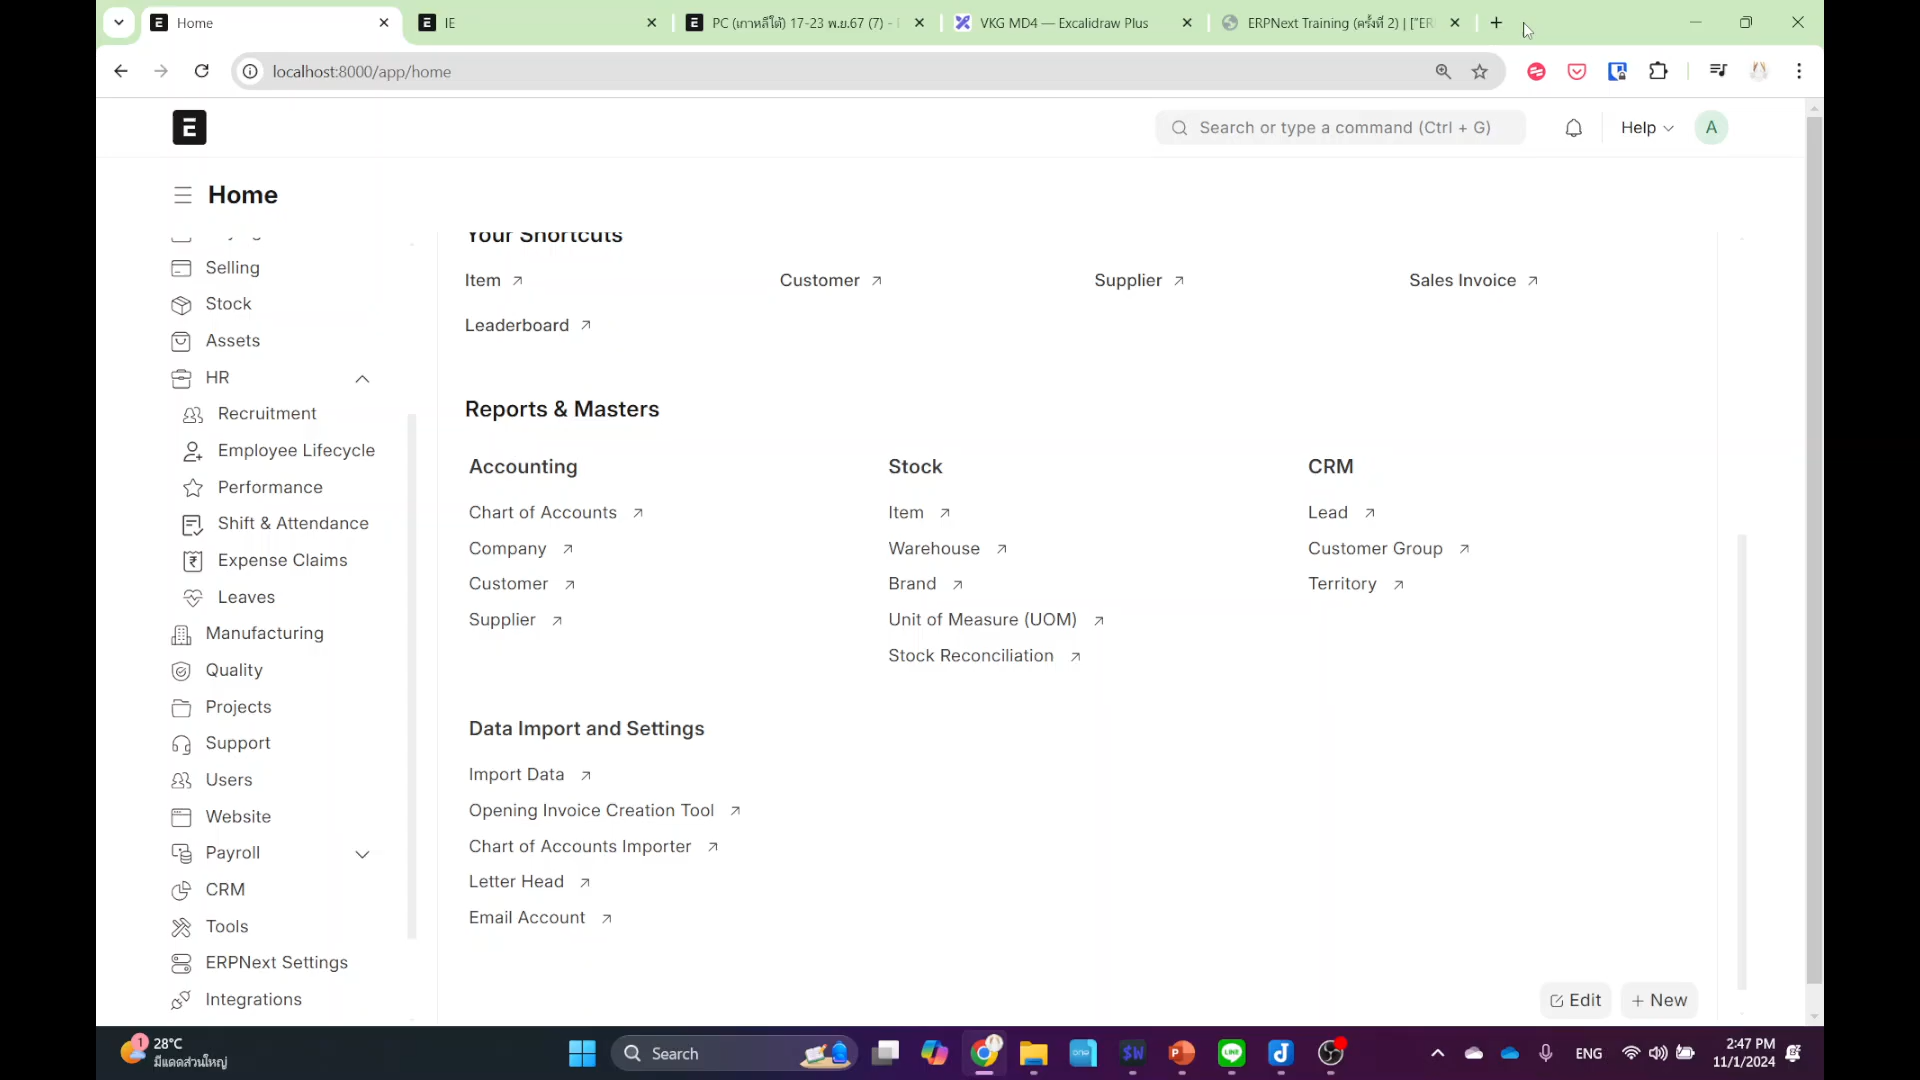 Home
IE
PC (เกาหลีใต้) 17-23 พ.ย.67 (7) -
VKG MD4 — Excalidraw Plus
ERPNext Training (ครั้งที่ 2) | ["ER
localhost:8000/app/home
E
Search or type a command (Ctrl + G)
Help
A
Home
Your Shortcuts
Selling
Stock
Assets
HR
Recruitment
Employee Lifecycle
Performance
Shift & Attendance
Expense Claims
Leaves
Manufacturing
Quality
Projects
Support
Users
Website
Payroll
CRM
Tools
ERPNext Settings
Integrations
Item
Customer
Supplier
Sales Invoice
Leaderboard
Reports & Masters
Accounting
Chart of Accounts
Company
Customer
Supplier
Stock
Item
Warehouse
Brand
Unit of Measure (UOM)
Stock Reconciliation
CRM
Lead
Customer Group
Territory
Data Import and Settings
Import Data
Opening Invoice Creation Tool
Chart of Accounts Importer
Letter Head
Email Account
Edit
New
1
28°C
มีแดดส่วนใหญ่
Search
ENG
2:47 PM
11/1/2024